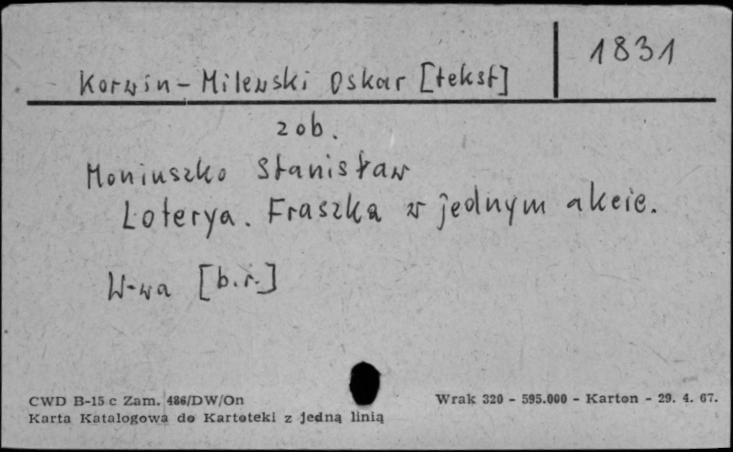 1831
Korwin-Milewski Oskar [tekst]
zob.
Moniuszko Stanisław
Loterya. Fraszka w jednym akcie.
W-wa [b.r.]
CWD B-15 c Zam. 486/DW/On
Wrak 320 - 595.000 - Karton - 29. 4. 67.
Karta Katalogowa do Kartoteki z jedną linią